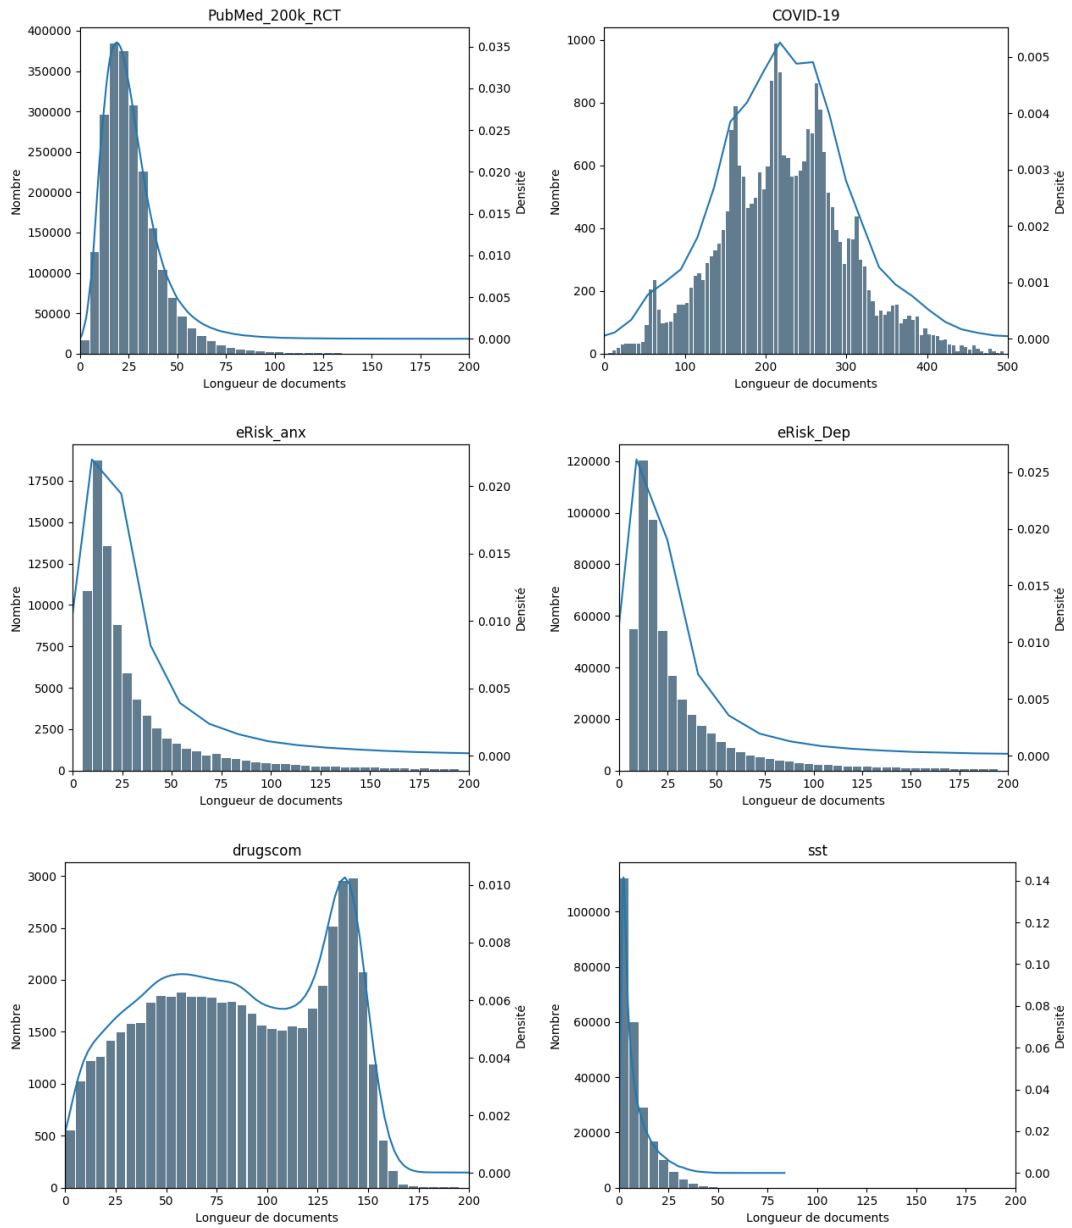 PubMed_200k_RCT
400000
350000
300000
250000
200000
150000
100000
50000
0
Nombre
0.035
0.030
0.025
0.020
0.015
0.010
0.005
0.000
Densité
0 25 50 75 100 125 150 175 200
Longueur de documents
COVID-19
1000
800
600
400
200
0
Nombre
0.005
0.004
0.003
0.002
0.001
0.000
Densité
0 100 200 300 400 500
Longueur de documents
eRisk_anx
17500
15000
12500
10000
7500
5000
2500
0
Nombre
0.020
0.015
0.010
0.005
0.000
Densité
0 25 50 75 100 125 150 175 200
Longueur de documents
eRisk_Dep
120000
100000
80000
60000
40000
20000
0
Nombre
0.025
0.020
0.015
0.010
0.005
0.000
Densité
0 25 50 75 100 125 150 175 200
Longueur de documents
drugscom
3000
2500
2000
1500
1000
500
0
Nombre
0.010
0.008
0.006
0.004
0.002
0.000
Densité
0 25 50 75 100 125 150 175 200
Longueur de documents
sst
100000
80000
60000
40000
20000
0
Nombre
0.14
0.12
0.10
0.08
0.06
0.04
0.02
0.00
Densité
0 25 50 75 100 125 150 175 200
Longueur de documents